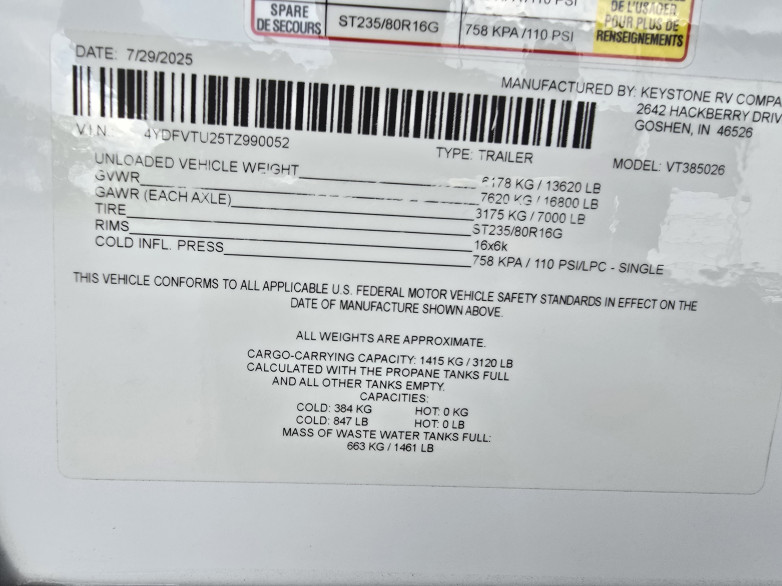 SPARE
DE SECOURS
ST235/80R16G
758 KPA/110 PSI
DE L'USAGER
POUR PLUS DE
RENSEIGNEMENTS
DATE: 7/29/2025
MANUFACTURED BY: KEYSTONE RV
2642 HACKBERRY
GOSHEN, IN 46526
VIN: 4YDFVTU25TZ990052
TYPE: TRAILER
MODEL: VT385026
UNLOADED VEHICLE WEIGHT 6178 KG / 13620 LB
GVWR 7620 KG / 16800 LB
GAWR (EACH AXLE) 3175 KG / 7000 LB
TIRE ST235/80R16G
RIMS 16x6k
COLD INFL. PRESS 758 KPA / 110 PSI/LPC - SINGLE
THIS VEHICLE CONFORMS TO ALL APPLICABLE U.S. FEDERAL MOTOR VEHICLE SAFETY STANDARDS IN EFFECT ON THE
DATE OF MANUFACTURE SHOWN ABOVE.
ALL WEIGHTS ARE APPROXIMATE.
CARGO-CARRYING CAPACITY: 1415 KG / 3120 LB
CALCULATED WITH THE PROPANE TANKS FULL
AND ALL OTHER TANKS EMPTY.
CAPACITIES:
COLD: 384 KG HOT: 0 KG
COLD: 847 LB HOT: 0 LB
MASS OF WASTE WATER TANKS FULL:
663 KG / 1461 LB